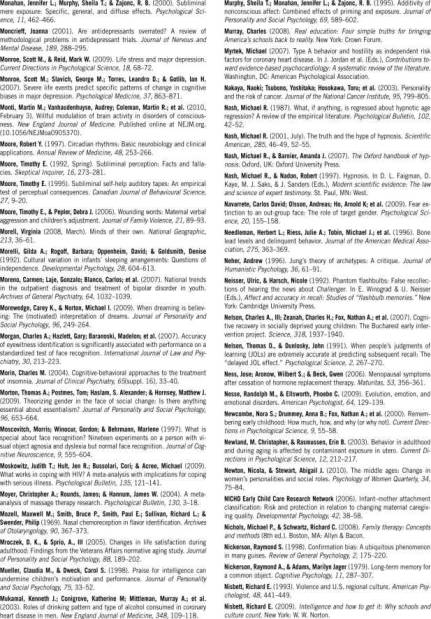 Monahan, Jennifer L.; Murphy, Sheila T.; & Zajonc, R. B. (2000). Subliminal
mere exposure: Specific, general, and diffuse effects. Psychological Sci-
ence, 11, 462-466.
Moncrieff, Joanna (2001). Are antidepressants overrated? A review of
methodological problems in antidepressant trials. Journal of Nervous and
Mental Disease, 189, 288-295.
Monroe, Scott M., & Reid, Mark W. (2009). Life stress and major depression.
Current Directions in Psychological Science, 18, 68-72.
Monroe, Scott M.; Slavich, George M.; Torres, Leandro D.; & Gotlib, Ian H.
(2007). Severe life events predict specific patterns of change in cognitive
biases in major depression. Psychological Medicine, 37, 863-871.
Monti, Martin M.; Vanhaudenhuyse, Audrey; Coleman, Martin R.; et al. (2010,
February 3). Willful modulation of brain activity in disorders of conscious-
ness. New England Journal of Medicine. Published online at NEJM.org.
(10.1056/NEJMoa0905370).
Moore, Robert Y. (1997). Circadian rhythms: Basic neurobiology and clinical
applications. Annual Review of Medicine, 48, 253-266.
Moore, Timothy E. (1992, Spring). Subliminal perception: Facts and falla-
cies. Skeptical Inquirer, 16, 273-281.
Moore, Timothy E. (1995). Subliminal self-help auditory tapes: An empirical
test of perceptual consequences. Canadian Journal of Behavioural Science,
27, 9-20.
Moore, Timothy E., & Pepler, Debra J. (2006). Wounding words: Maternal verbal
aggression and children's adjustment. Journal of Family Violence, 21, 89-93.
Morell, Virginia (2008, March). Minds of their own. National Geographic,
213, 36-61.
Morelli, Gilda A.; Rogoff, Barbara; Oppenheim, David; & Goldsmith, Denise
(1992). Cultural variation in infants' sleeping arrangements: Questions of
independence. Developmental Psychology, 28, 604-613.
Moreno, Carmen; Laje, Gonzalo; Blanco, Carlos; et al. (2007). National trends
in the outpatient diagnosis and treatment of bipolar disorder in youth.
Archives of General Psychiatry, 64, 1032-1039.
Morewedge, Carey K., & Norton, Michael I. (2009). When dreaming is believ-
ing: The (motivated) interpretation of dreams. Journal of Personality and
Social Psychology, 96, 249-264.
Morgan, Charles A.; Hazlett, Gary; Baranoski, Madelon; et al. (2007). Accuracy
of eyewitness identification is significantly associated with performance on a
standardized test of face recognition. International Journal of Law and Psy-
chiatry, 30, 213-223.
Morin, Charles M. (2004). Cognitive-behavioral approaches to the treatment
of insomnia. Journal of Clinical Psychiatry, 65(suppl. 16), 33-40.
Morton, Thomas A.; Postmes, Tom; Haslam, S. Alexander; & Hornsey, Matthew J.
(2009). Theorizing gender in the face of social change: Is there anything
essential about essentialism? Journal of Personality and Social Psychology,
96, 653-664.
Moscovitch, Morris; Winocur, Gordon; & Behrmann, Marlene (1997). What is
special about face recognition? Nineteen experiments on a person with vi-
sual object agnosia and dyslexia but normal face recognition. Journal of Cog-
nitive Neuroscience, 9, 555-604.
Moskowitz, Judith T.; Hult, Jen R.; Bussolari, Cori; & Acree, Michael (2009).
What works in coping with HIV? A meta-analysis with implications for coping
with serious illness. Psychological Bulletin, 135, 121-141.
Moyer, Christopher A.; Rounds, James; & Hannum, James W. (2004). A meta-
analysis of massage therapy research. Psychological Bulletin, 130, 3-18.
Mozell, Maxwell M.; Smith, Bruce P.; Smith, Paul E.; Sullivan, Richard L.; &
Swender, Philip (1969). Nasal chemoreception in flavor identification. Archives
of Otolaryngology, 90, 367-373.
Mroczek, D. K., & Spiro, A., III (2005). Changes in life satisfaction during
adulthood: Findings from the Veterans Affairs normative aging study. Journal
of Personality and Social Psychology, 88, 189-202.
Mueller, Claudia M., & Dweck, Carol S. (1998). Praise for intelligence can
undermine children's motivation and performance. Journal of Personality
and Social Psychology, 75, 33-52.
Mukamal, Kenneth J.; Conigrave, Katherine M; Mittleman, Murray A.; et al.
(2003). Roles of drinking pattern and type of alcohol consumed in coronary
heart disease in men. New England Journal of Medicine, 348, 109-118.
Murphy, Sheila T.; Monahan, Jennifer L.; & Zajonc, R. B. (1995). Additivity of
nonconscious affect: Combined effects of priming and exposure. Journal of
Personality and Social Psychology, 69, 589-602.
Murray, Charles (2008). Real education: Four simple truths for bringing
America's schools back to reality. New York: Crown Forum.
Myrtek, Michael (2007). Type A behavior and hostility as independent risk
factors for coronary heart disease. In J. Jordan et al. (Eds.), Contributions to-
ward evidence-based psychocardiology: A systematic review of the literature.
Washington, DC: American Psychological Association.
Nakaya, Naoki; Tsubono, Yoshitaka; Hosokawa, Toru; et al. (2003). Personality
and the risk of cancer. Journal of the National Cancer Institute, 95, 799-805.
Nash, Michael R. (1987). What, if anything, is regressed about hypnotic age
regression? A review of the empirical literature. Psychological Bulletin, 102,
42-52.
Nash, Michael R. (2001, July). The truth and the hype of hypnosis. Scientific
American, 285, 46-49, 52-55.
Nash, Michael R., & Barnier, Amanda J. (2007). The Oxford handbook of hyp-
nosis. Oxford, UK: Oxford University Press.
Nash, Michael R., & Nadon, Robert (1997). Hypnosis. In D. L. Faigman, D.
Kaye, M. J. Saks, & J. Sanders (Eds.), Modern scientific evidence: The law
and science of expert testimony. St. Paul, MN: West.
Navarrete, Carlos David; Olsson, Andreas; Ho, Arnold K; et al. (2009). Fear ex-
tinction to an out-group face: The role of target gender. Psychological Sci-
ence, 20, 155-158.
Needleman, Herbert L.; Riess, Julie A.; Tobin, Michael J.; et al. (1996). Bone
lead levels and delinquent behavior. Journal of the American Medical Asso-
ciation, 275, 363-369.
Neher, Andrew (1996). Jung's theory of archetypes: A critique. Journal of
Humanistic Psychology, 36, 61-91.
Neisser, Ulric, & Harsch, Nicole (1992). Phantom flashbulbs: False recollec-
tions of hearing the news about Challenger. In E. Winograd & U. Neisser
(Eds.), Affect and accuracy in recall: Studies of "flashbulb memories." New
York: Cambridge University Press.
Nelson, Charles A., III; Zeanah, Charles H.; Fox, Nathan A.; et al. (2007). Cogni-
tive recovery in socially deprived young children: The Bucharest early inter-
vention project. Science, 318, 1937-1940.
Nelson, Thomas O., & Dunlosky, John (1991). When people's judgments of
learning (JOLs) are extremely accurate at predicting subsequent recall: The
"delayed JOL effect." Psychological Science, 2, 267-270.
Ness, Jose; Aronow, Wilbert S.; & Beck, Gwen (2006). Menopausal symptoms
after cessation of hormone replacement therapy. Maturitas, 53, 356-361.
Nesse, Randolph M., & Ellsworth, Phoebe C. (2009). Evolution, emotion, and
emotional disorders. American Psychologist, 64, 129-139.
Newcombe, Nora S.; Drummey, Anna B.; Fox, Nathan A.; et al. (2000). Remem-
bering early childhood: How much, how, and why (or why not). Current Direc-
tions in Psychological Science, 9, 55-58.
Newland, M. Christopher, & Rasmussen, Erin B. (2003). Behavior in adulthood
and during aging is affected by contaminant exposure in utero. Current Di-
rections in Psychological Science, 12, 212-217.
Newton, Nicola, & Stewart, Abigail J. (2010). The middle ages: Change in
women's personalities and social roles. Psychology of Women Quarterly, 34,
75-84.
NICHD Early Child Care Research Network (2006). Infant-mother attachment
classification: Risk and protection in relation to changing maternal caregiv-
ing quality. Developmental Psychology, 42, 38-58.
Nichols, Michael P., & Schwartz, Richard C. (2008). Family therapy: Concepts
and methods (8th ed.). Boston, MA: Allyn & Bacon.
Nickerson, Raymond S. (1998). Confirmation bias: A ubiquitous phenomenon
in many guises. Review of General Psychology, 2, 175-220.
Nickerson, Raymond A., & Adams, Marilyn Jager (1979). Long-term memory for
a common object. Cognitive Psychology, 11, 287-307.
Nisbett, Richard E. (1993). Violence and U.S. regional culture. American Psy-
chologist, 48, 441-449.
Nisbett, Richard E. (2009). Intelligence and how to get it: Why schools and
culture count. New York: W. W. Norton.